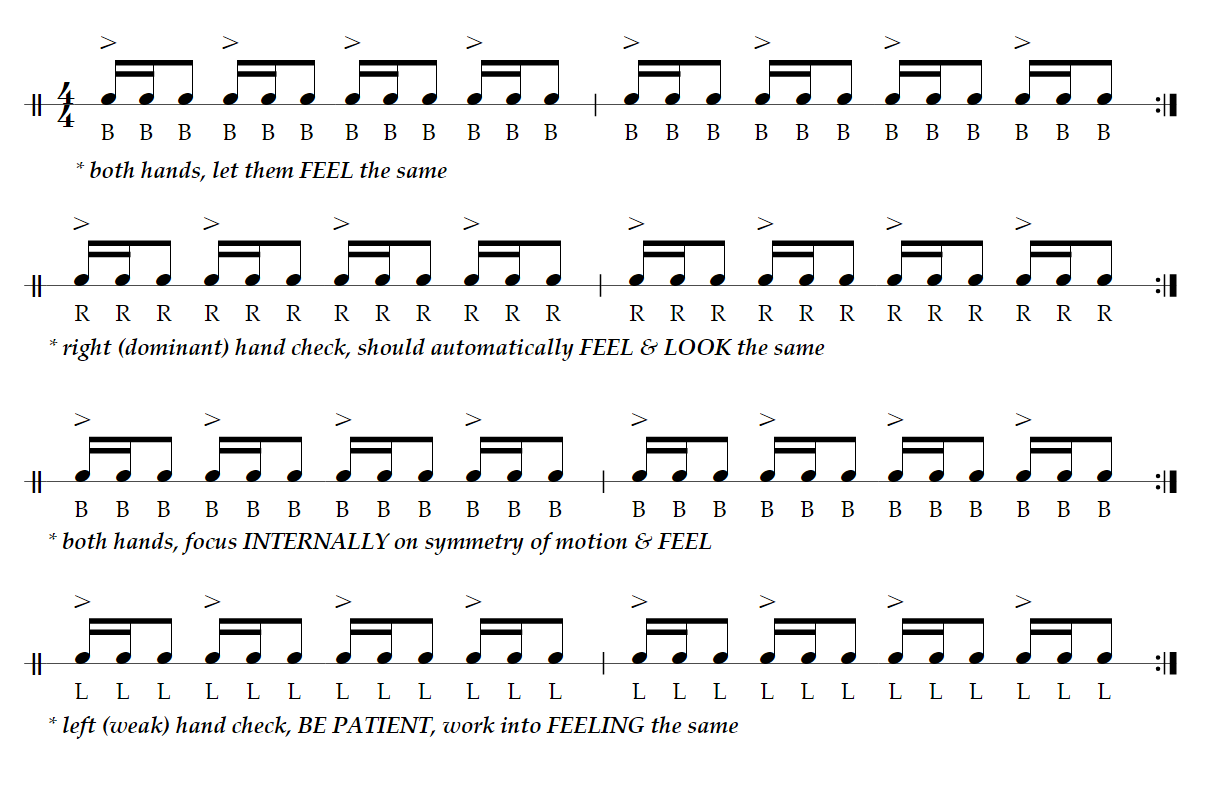 > > > > > > > >
4
4
B B B B B B B B B B B B B B B B B B B B B B B B
* both hands, let them FEEL the same
> > > > > > > >
R R R R R R R R R R R R R R R R R R R R R R R R
* right (dominant) hand check, should automatically FEEL & LOOK the same
> > > > > > > >
B B B B B B B B B B B B B B B B B B B B B B B B
* both hands, focus INTERNALLY on symmetry of motion & FEEL
> > > > > > > >
L L L L L L L L L L L L L L L L L L L L L L L L
* left (weak) hand check, BE PATIENT, work into FEELING the same